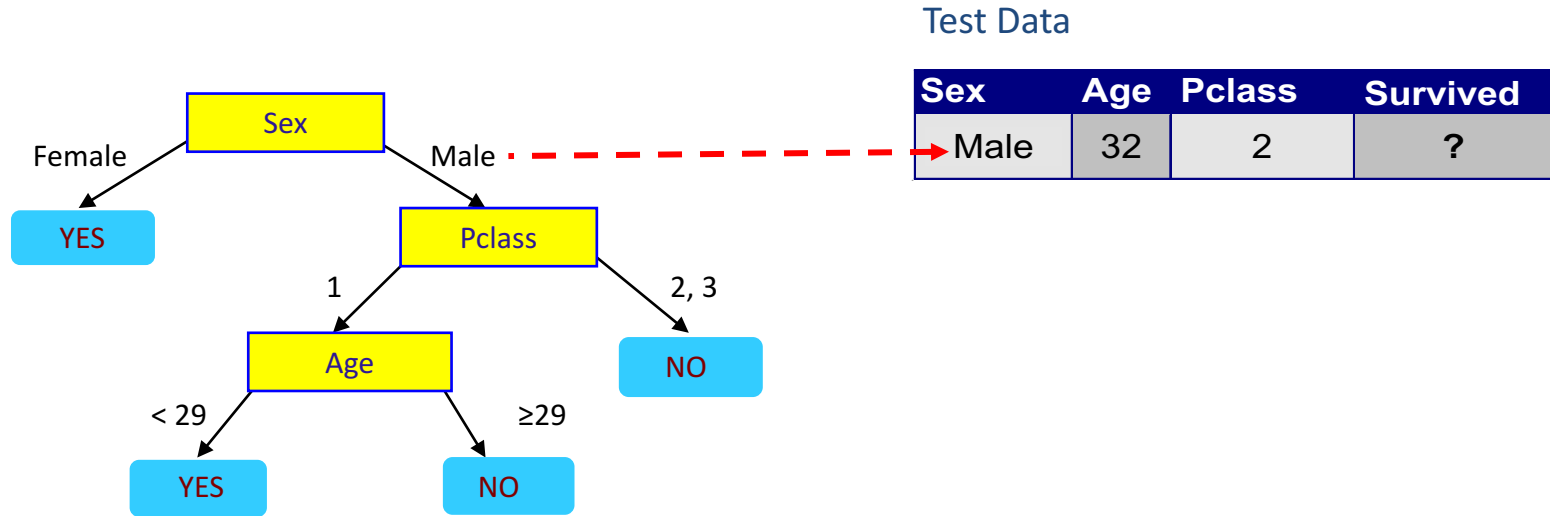 Test Data
Sex Age Pclass Survived
Male 32 2 ?
Sex
Female Male
YES Pclass
1 2, 3
Age NO
< 29 ≥29
YES NO